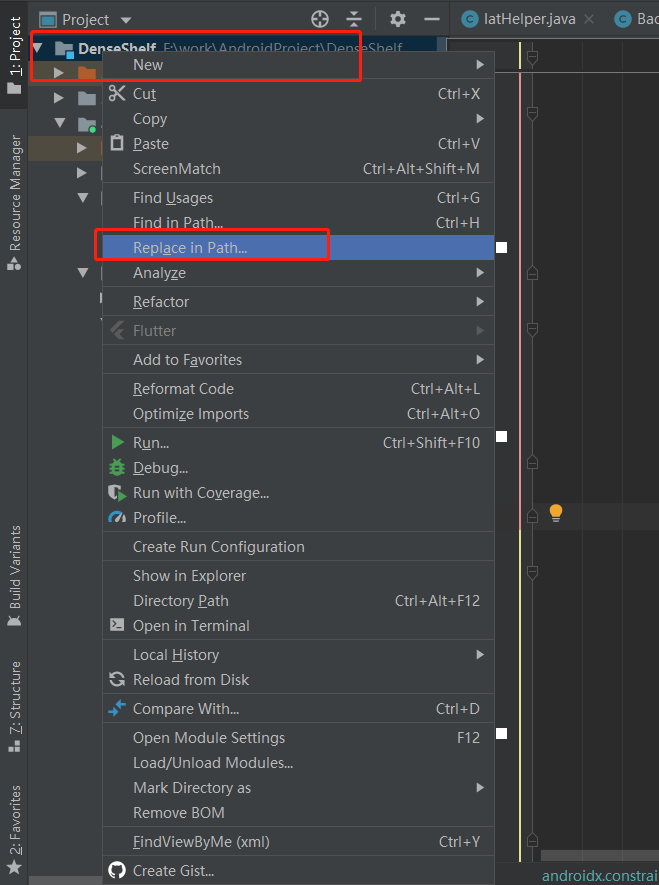 Project
latHelper.java
Bac
1: Project
DenseShelf E:\work\AndroidProject\DenseShelf
New
Cut Ctrl+X
Copy
Paste Ctrl+V
ScreenMatch Ctrl+Alt+Shift+M
Find Usages Ctrl+G
Find in Path... Ctrl+H
Replace in Path...
Analyze
Refactor
Flutter
Add to Favorites
Reformat Code Ctrl+Alt+L
Optimize Imports Ctrl+Alt+O
Run... Ctrl+Shift+F10
Debug...
Run with Coverage...
Profile...
Create Run Configuration
Show in Explorer
Directory Path Ctrl+Alt+F12
Open in Terminal
Local History
Reload from Disk
Compare With... Ctrl+D
Open Module Settings F12
Load/Unload Modules...
Mark Directory as
Remove BOM
FindViewByMe (xml) Ctrl+Y
Create Gist...
Resource Manager
Build Variants
7: Structure
2: Favorites
androidx.constrai